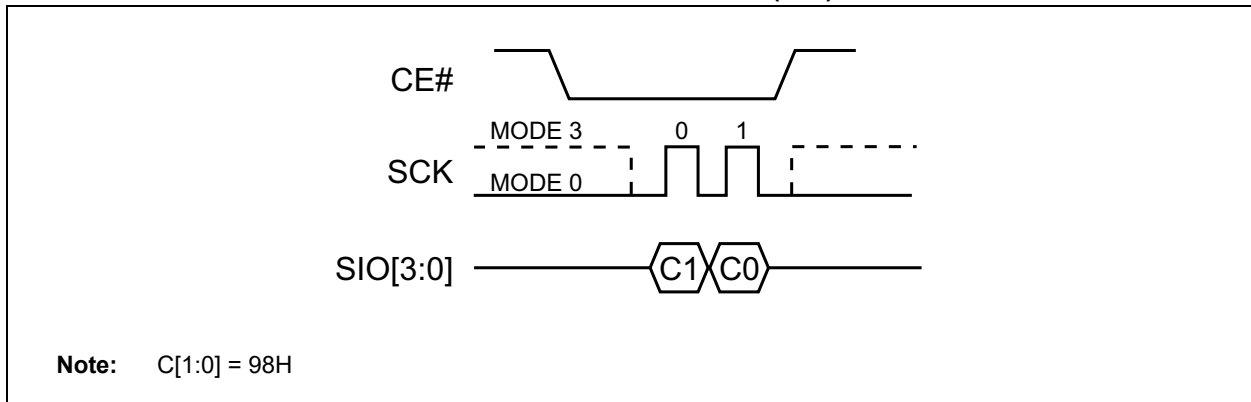 CE#
MODE 3 0 1
SCK
MODE 0
SIO[3:0] C1 C0
Note: C[1:0] = 98H